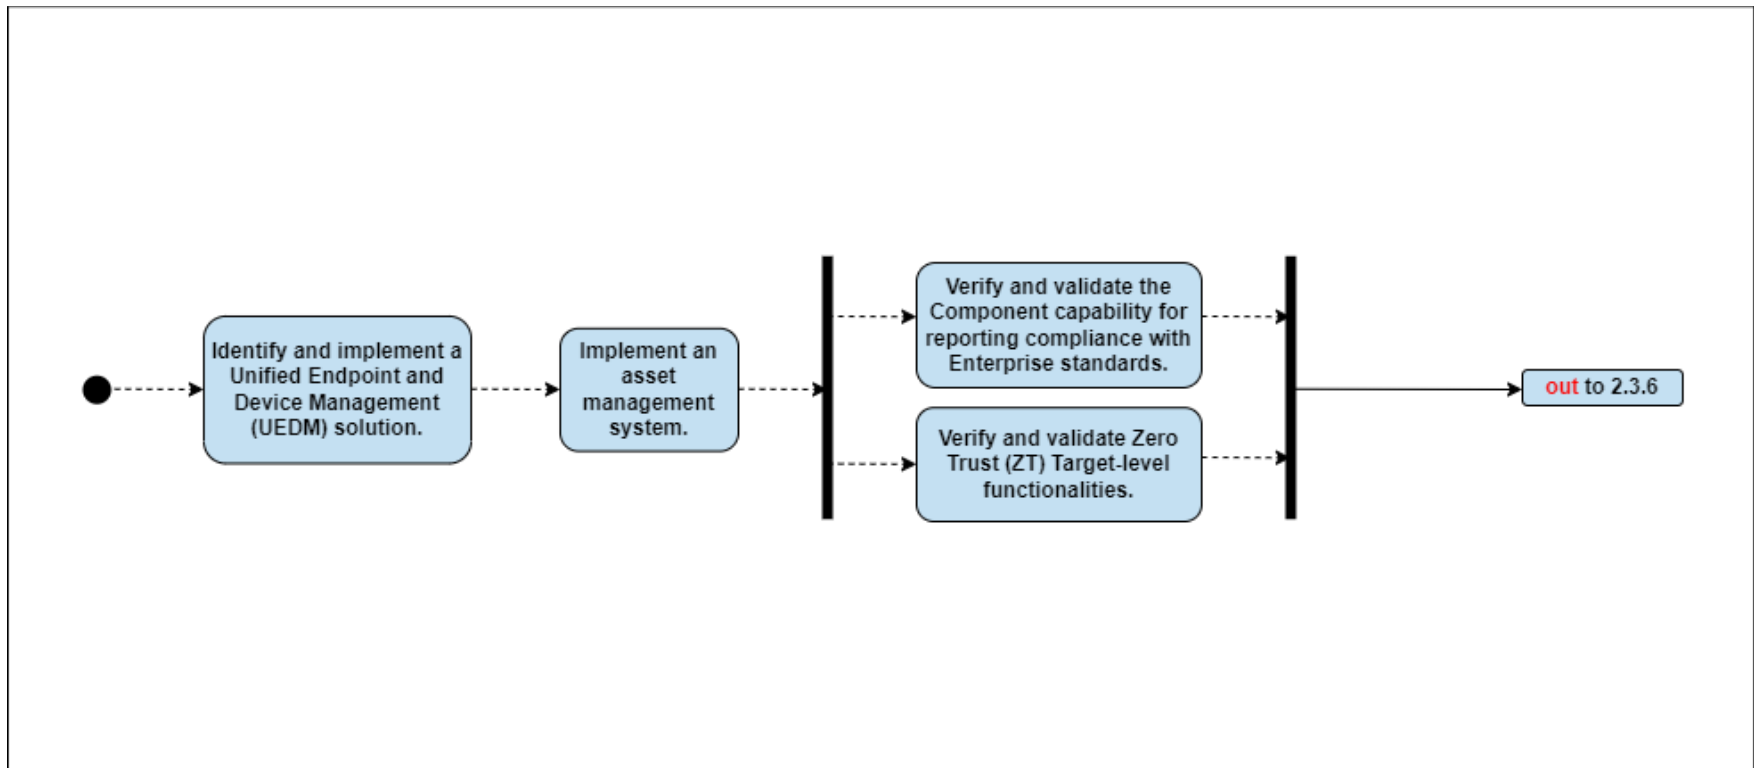 Identify and implement a
Unified Endpoint and
Device Management
(UEDM) solution.
Implement an
asset
management
system.
Verify and validate the
Component capability for
reporting compliance with
Enterprise standards.
Verify and validate Zero
Trust (ZT) Target-level
functionalities.
out to 2.3.6